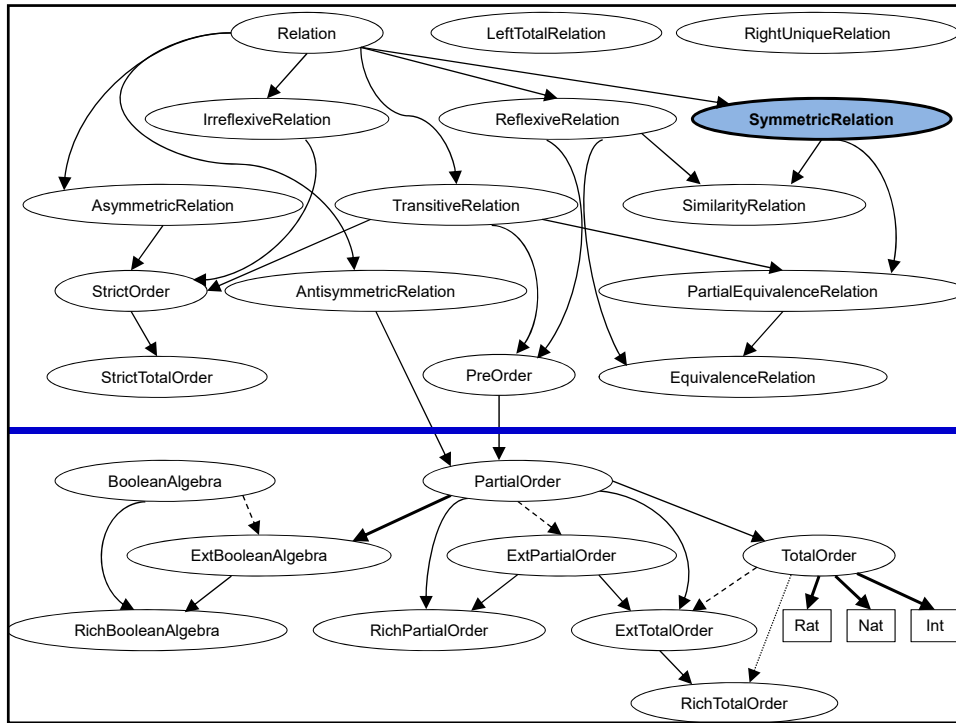 Relation
LeftTotalRelation
RightUniqueRelation
IrreflexiveRelation
ReflexiveRelation
SymmetricRelation
AsymmetricRelation
TransitiveRelation
SimilarityRelation
StrictOrder
AntisymmetricRelation
PartialEquivalenceRelation
StrictTotalOrder
PreOrder
EquivalenceRelation
BooleanAlgebra
PartialOrder
ExtBooleanAlgebra
ExtPartialOrder
TotalOrder
RichBooleanAlgebra
RichPartialOrder
ExtTotalOrder
Rat
Nat
Int
RichTotalOrder